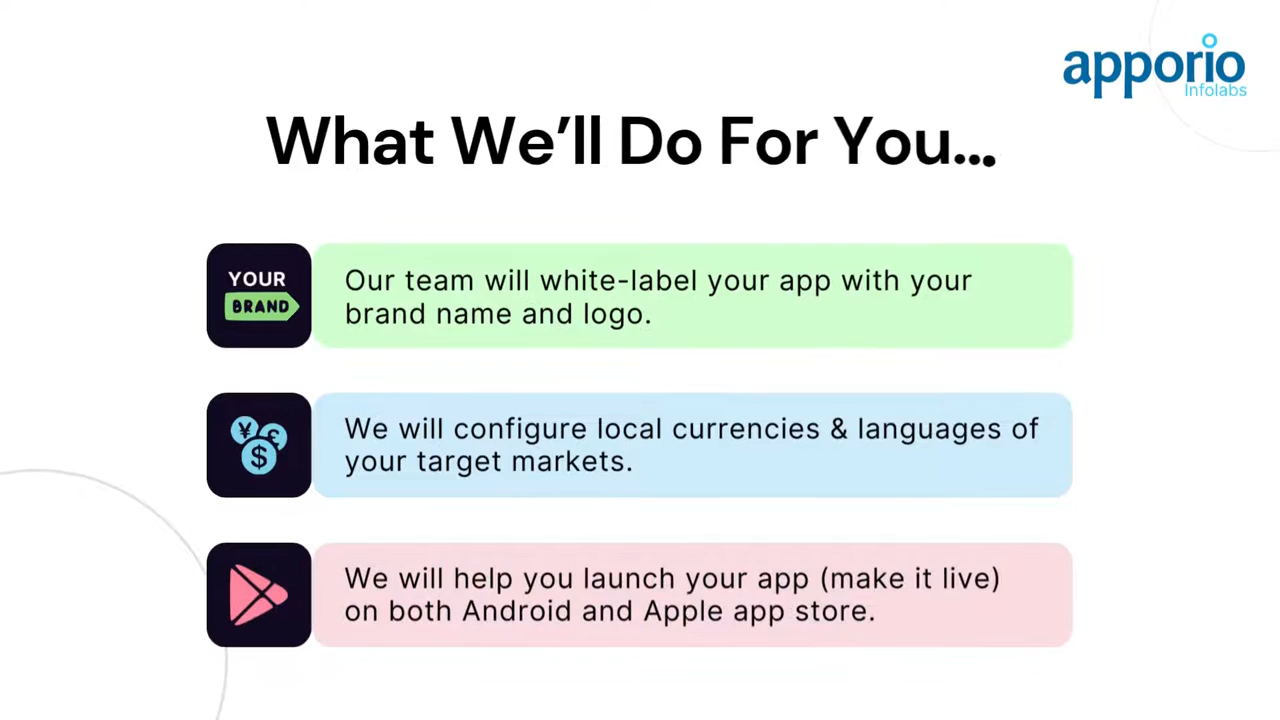 apporio
Infolabs
What We’ll Do For You...
YOUR
BRAND
Our team will white-label your app with your
brand name and logo.
¥ £
$
We will configure local currencies & languages of
your target markets.
We will help you launch your app (make it live)
on both Android and Apple app store.